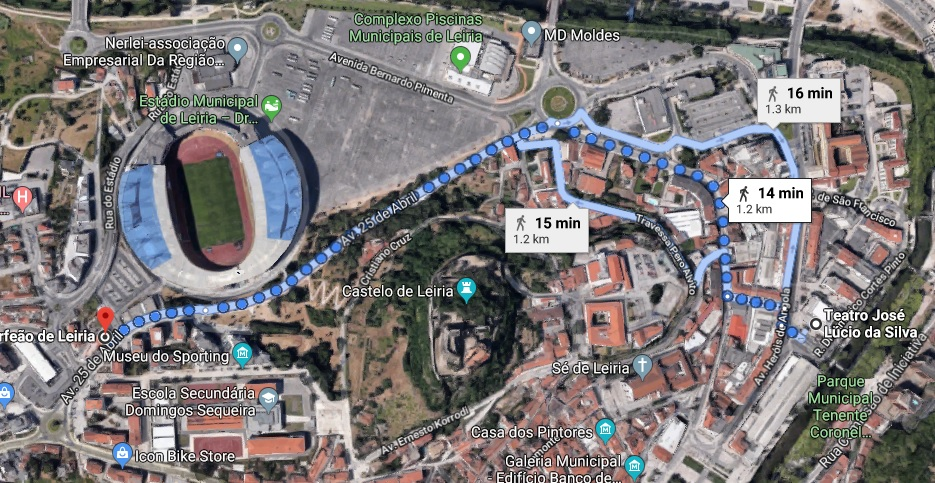 Complexo Piscinas
Municipais de Leiria
MD Moldes
Nerlei-associação
Empresarial Da Região...
Avenida Bernardo Pimenta
Estádio Municipal
de Leiria – Dr...
16 min
1.3 km
Rua do Estádio
14 min
1.2 km
de São Francisco
Av. 25 de Abril
15 min
1.2 km
Travessa Pero Alvito
Cristiano Cruz
Castelo de Leiria
Av. Heróis de Angola
Teatro José
Lúcio da Silva
rfeão de Leiria
Av. 25 de Abril
Museu do Sporting
Sé de Leiria
Escola Secundária
Domingos Sequeira
Parque
Municipal
Tenente
Coronel...
Av. Ernesto Korrodi
Casa dos Pintores
Icon Bike Store
Galeria Municipal
- Edifício Banco de...
H